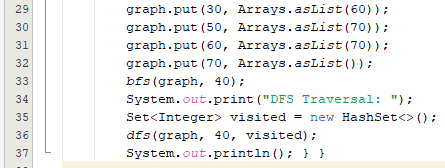 29 graph.put(30, Arrays.asList(60));
30 graph.put(50, Arrays.asList(70));
31 graph.put(60, Arrays.asList(70));
32 graph.put(70, Arrays.asList());
33 bfs(graph, 40);
34 System.out.print("DFS Traversal: ");
35 Set<Integer> visited = new HashSet<>();
36 dfs(graph, 40, visited);
37 System.out.println(); } }